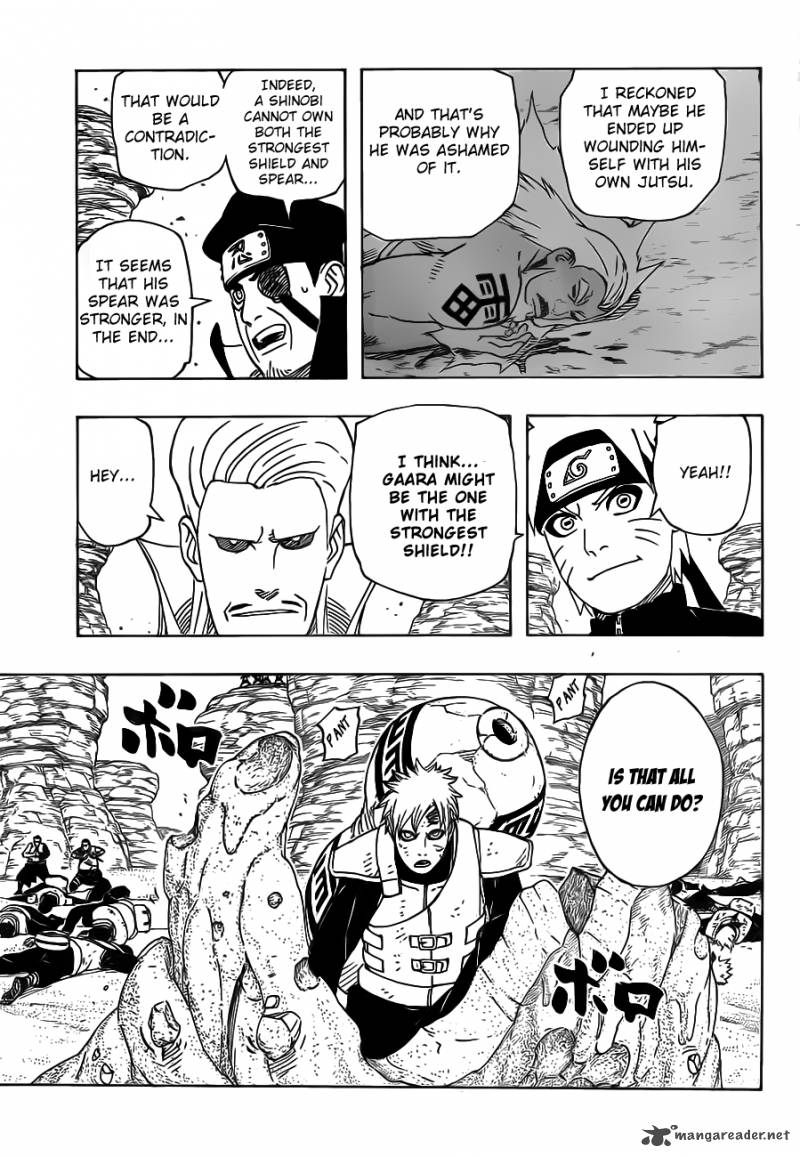 I RECKONED
THAT MAYBE HE
ENDED UP
WOUNDING HIM-
SELF WITH HIS
OWN JUTSU.
AND THAT'S
PROBABLY WHY
HE WAS ASHAMED
OF IT.
INDEED,
A SHINOBI
CANNOT OWN
BOTH THE
STRONGEST
SHIELD AND
SPEAR...
THAT WOULD
BE A
CONTRADIC-
TION.
忍
IT SEEMS
THAT HIS
SPEAR WAS
STRONGER, IN
THE END...
YEAH!!
I THINK...
GAARA MIGHT
BE THE ONE
WITH THE
STRONGEST
SHIELD!!
HEY...
PANT
PANT
IS THAT ALL
YOU CAN DO?
ボロ
ボロ
mangareader.net